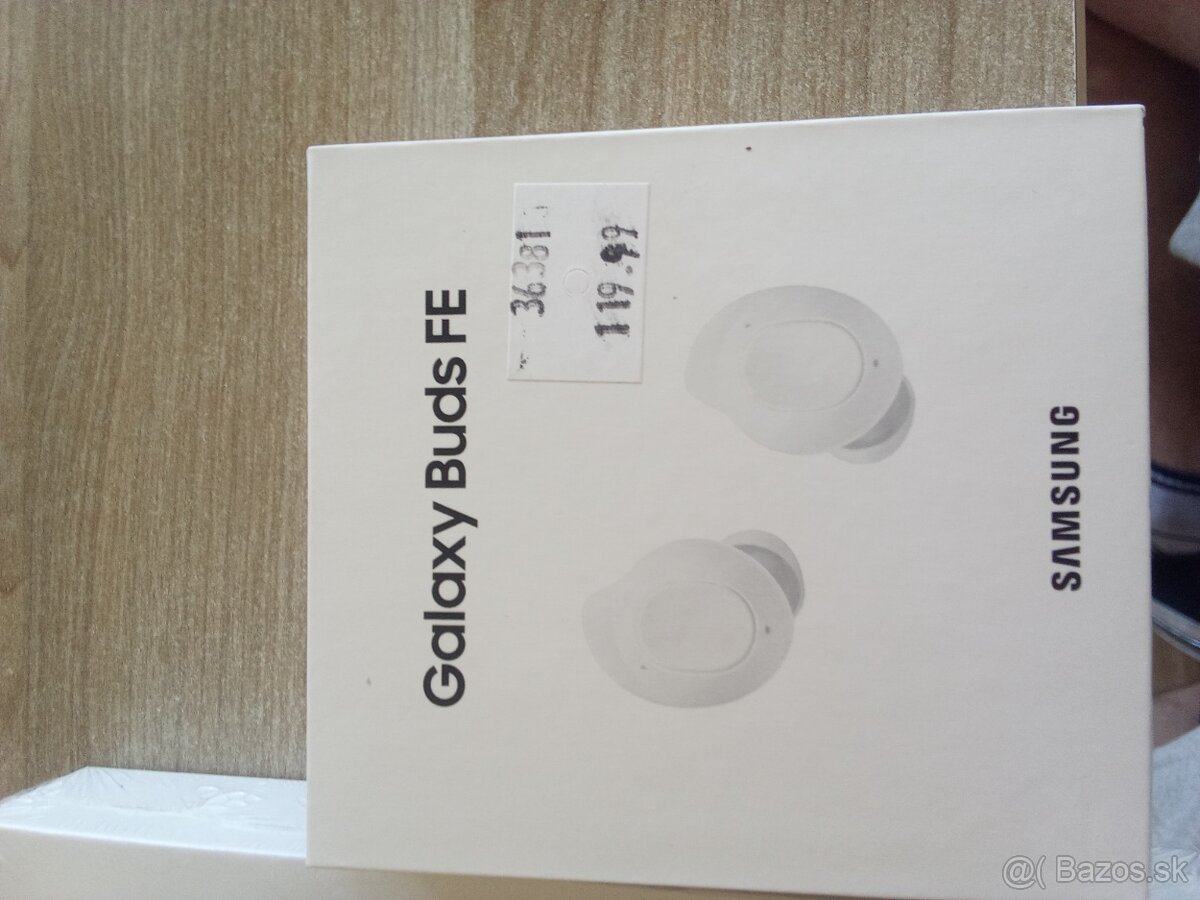 Galaxy Buds FE
36381
119.99
SAMSUNG
@( Bazos.sk